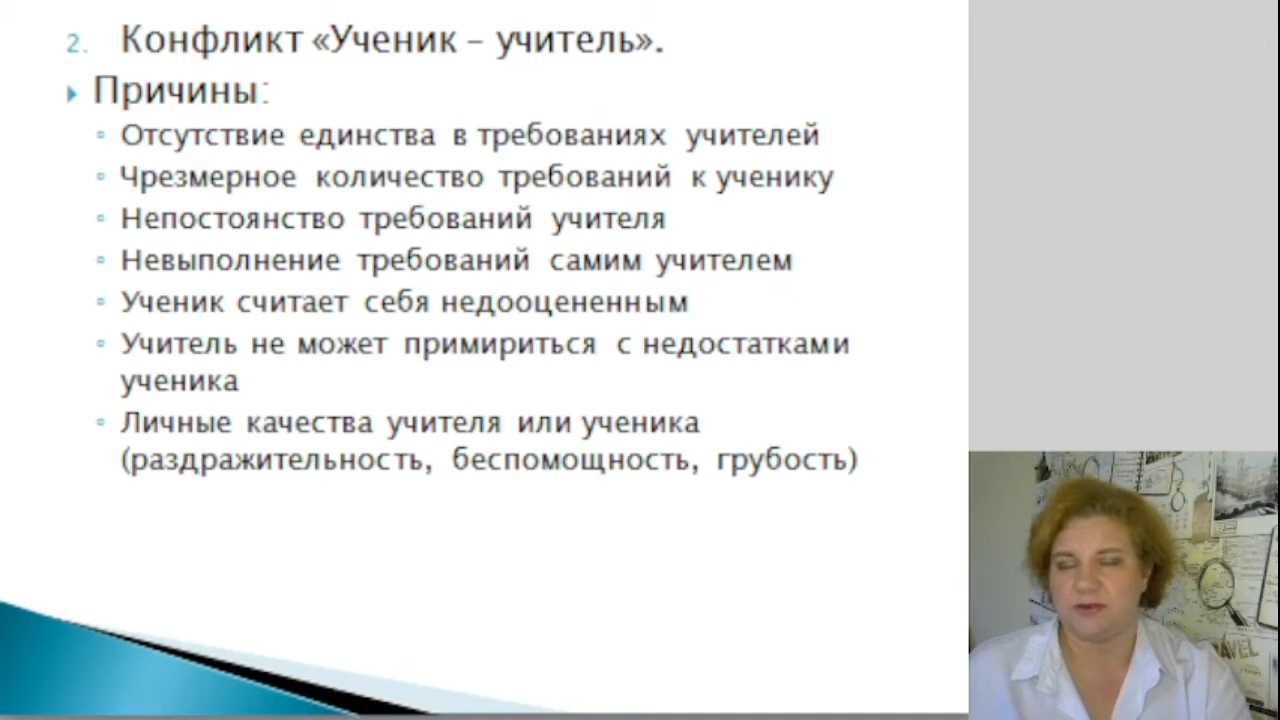 2. Конфликт «Ученик – учитель».
Причины:
Отсутствие единства в требованиях учителей
Чрезмерное количество требований к ученику
Непостоянство требований учителя
Невыполнение требований самим учителем
Ученик считает себя недооцененным
Учитель не может примириться с недостатками
ученика
Личные качества учителя или ученика
(раздражительность, беспомощность, грубость)